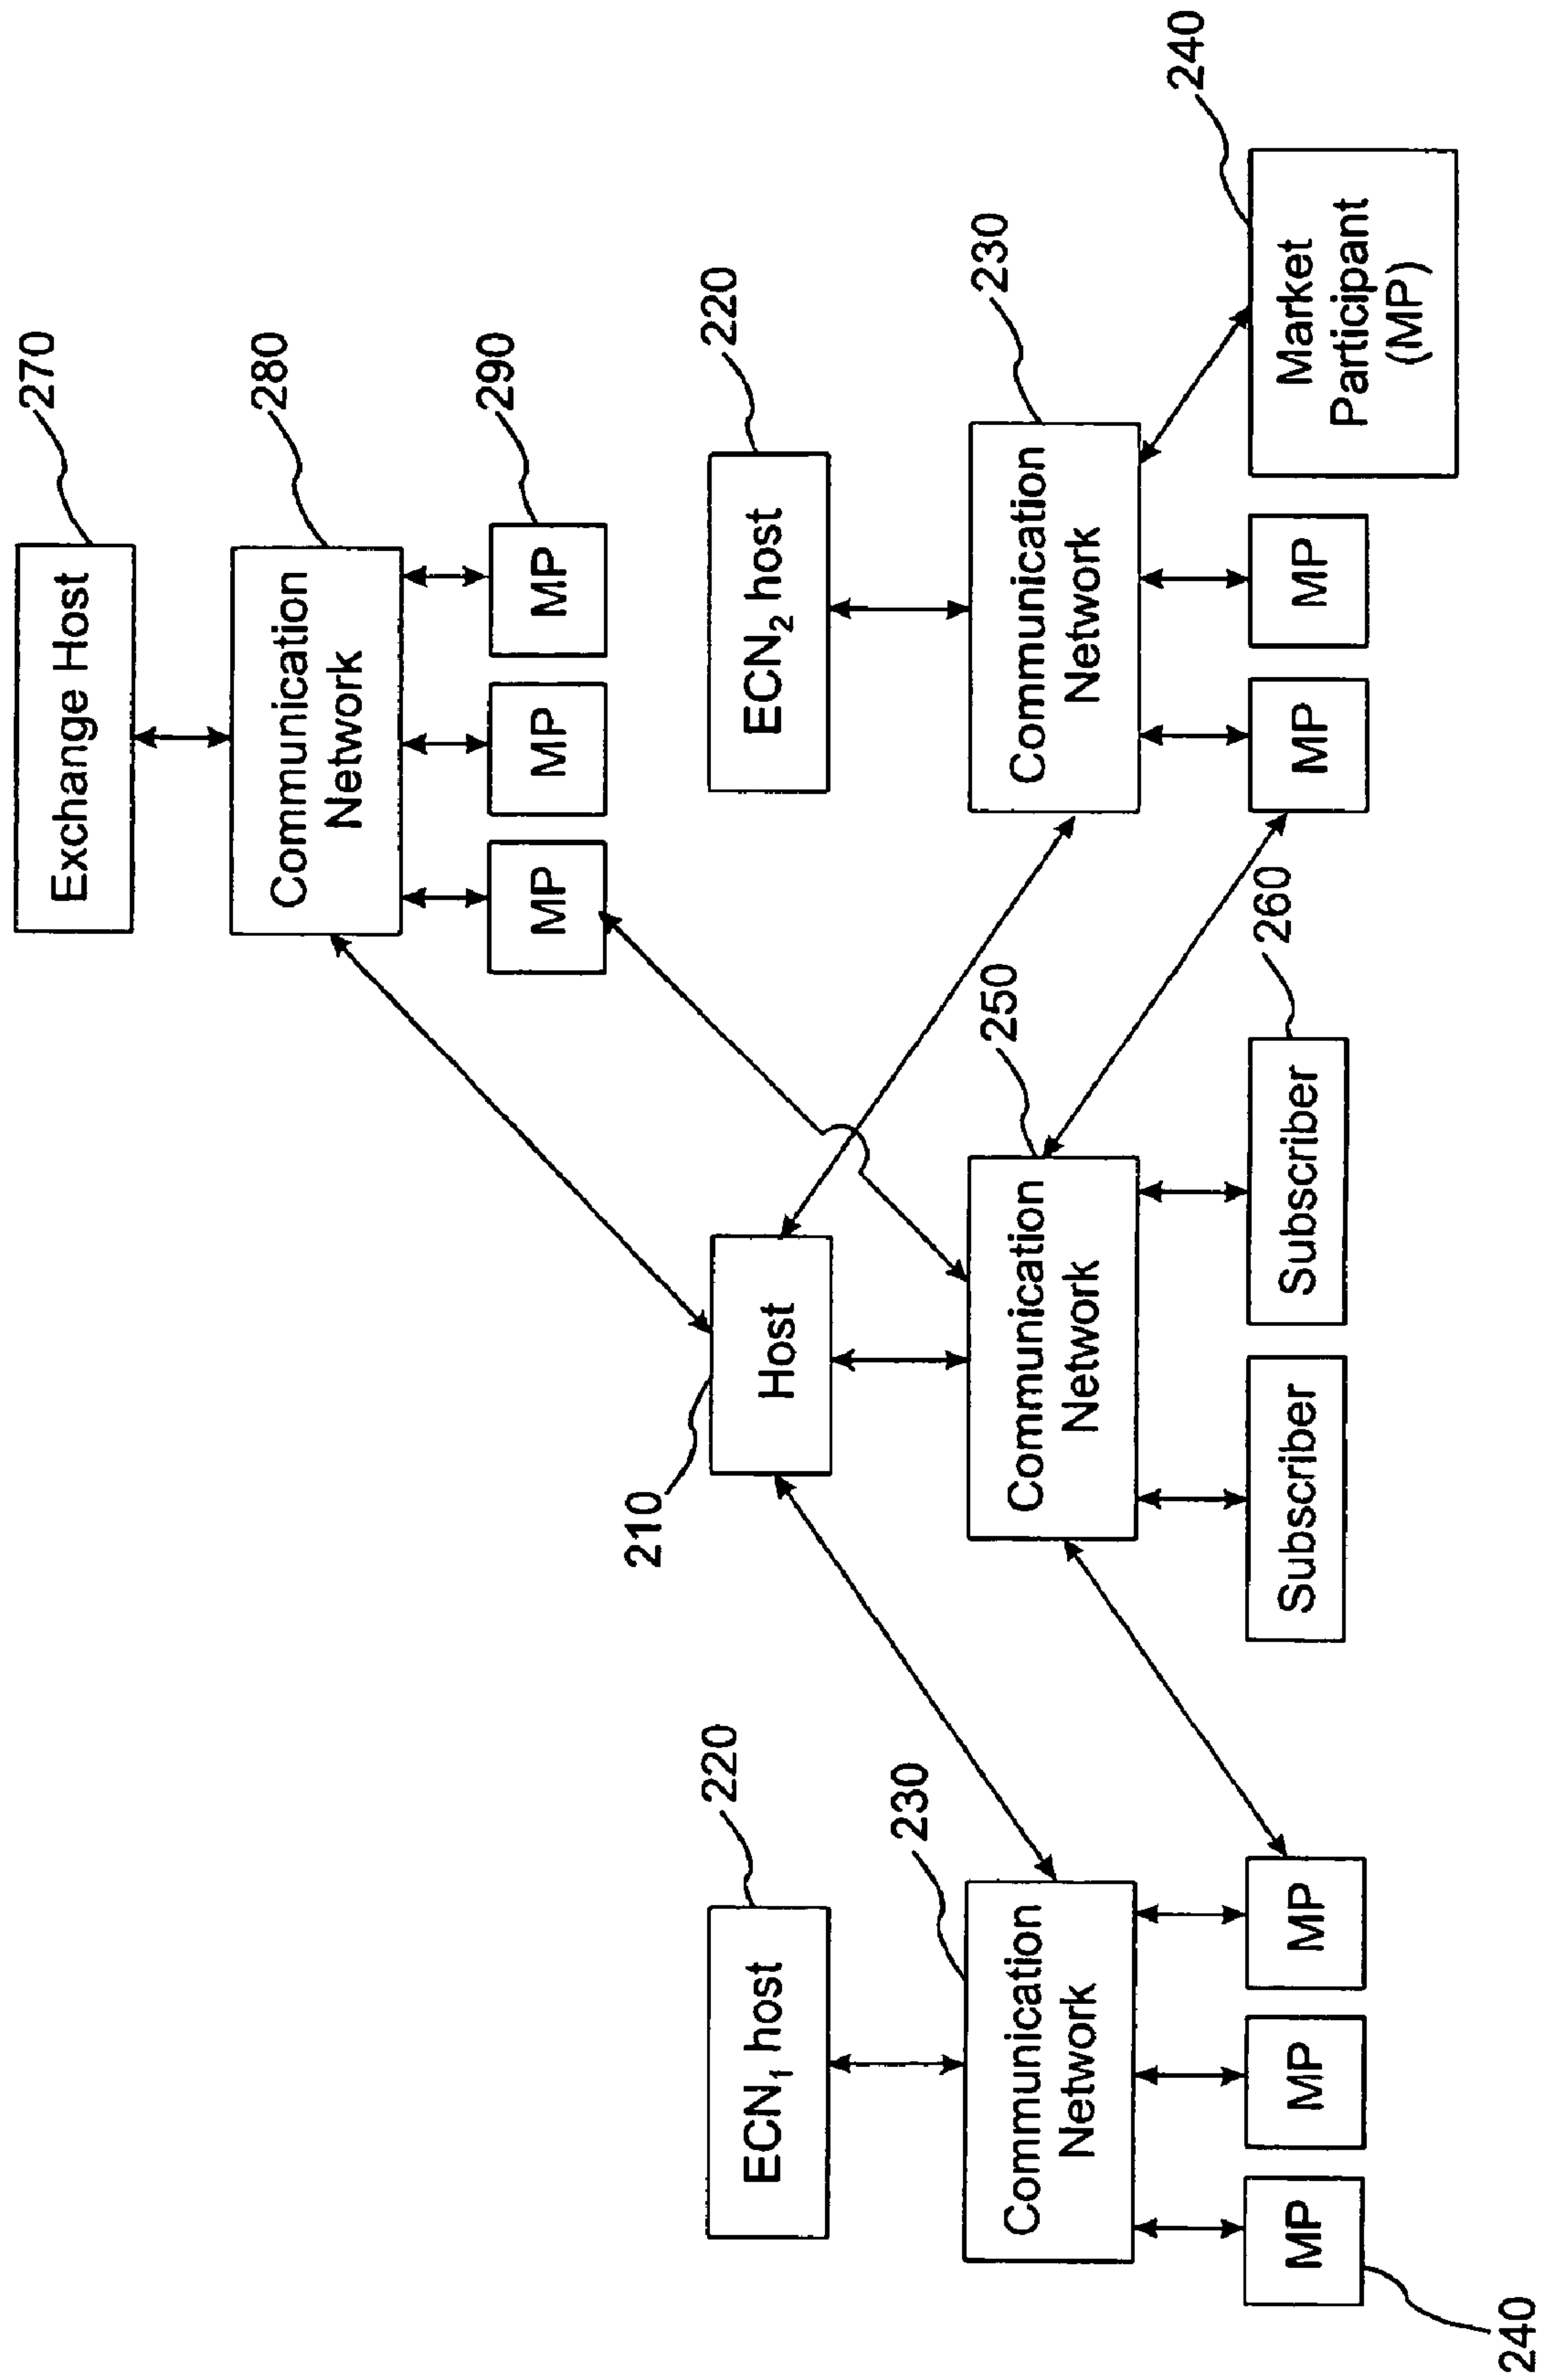 270
Exchange Host
280
Communication
Network
290
MP
MP
MP
220
ECN₂ host
230
Communication
Network
240
MP
MP
Market
Participant
(MP)
210
Host
250
Communication
Network
260
Subscriber
Subscriber
220
ECN₁ host
230
Communication
Network
MP
MP
MP
240